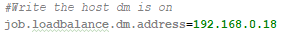 #Write the host dm is on
job.loadbalance.dm.address=192.168.0.18